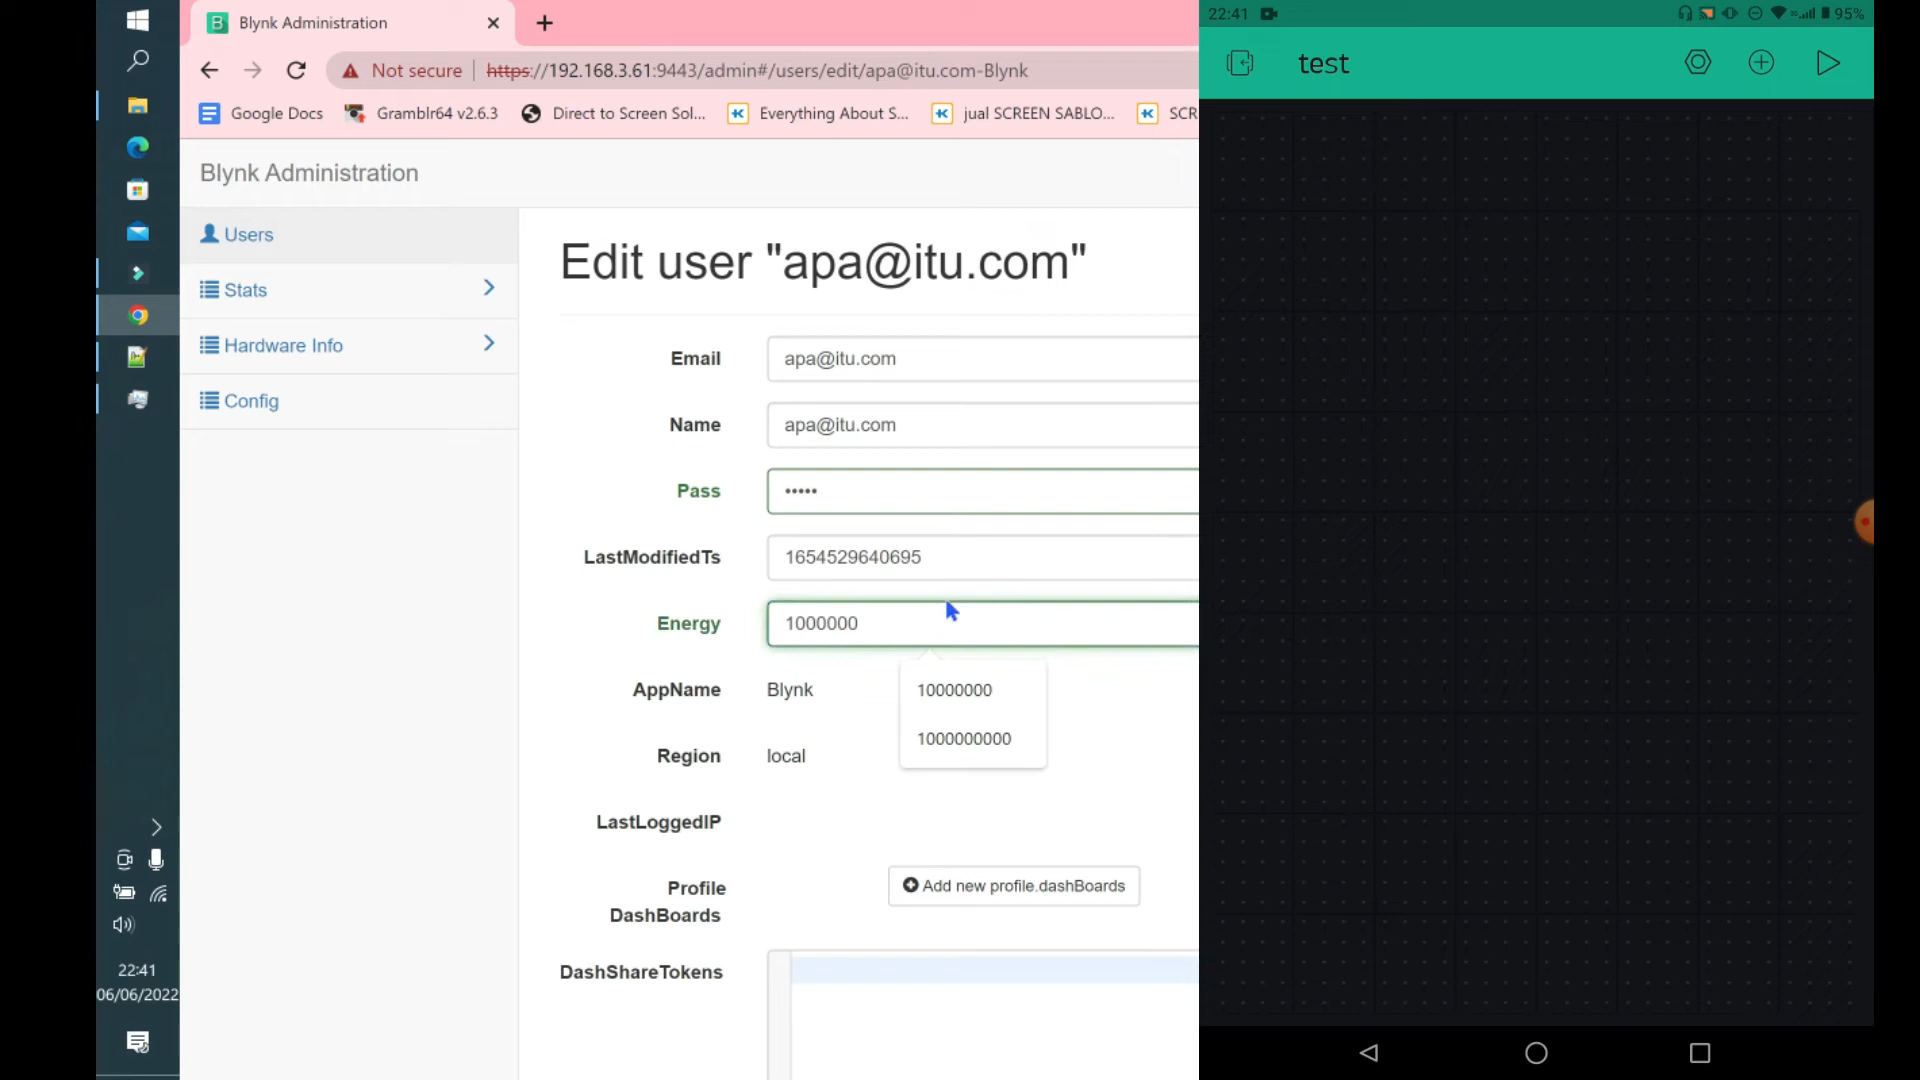 Blynk Administration
Not secure
https://192.168.3.61:9443/admin#/users/edit/apa@itu.com-Blynk
Google Docs
Gramblr64 v2.6.3
Direct to Screen Sol...
Everything About S...
jual SCREEN SABLO...
SCR
Blynk Administration
Users
Stats
Hardware Info
Config
Edit user "apa@itu.com"
Email
apa@itu.com
Name
apa@itu.com
Pass
•••••
LastModifiedTs
1654529640695
Energy
1000000
10000000
1000000000
AppName
Blynk
Region
local
LastLoggedIP
Profile
DashBoards
Add new profile.dashBoards
DashShareTokens
22:41
06/06/2022
22:41
95%
test